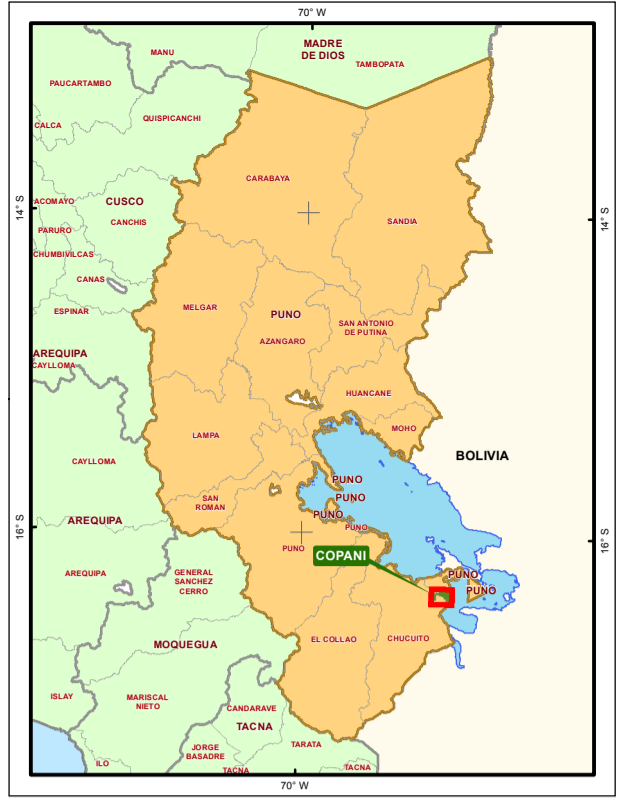 70° W
MADRE
DE DIOS
MANU
TAMBOPATA
PAUCARTAMBO
QUISPICANCHI
CALCA
CARABAYA
ACOMAYO
CUSCO
14° S
14° S
CANCHIS
SANDIA
PARURO
CHUMBIVILCAS
CANAS
ESPINAR
MELGAR
PUNO
SAN ANTONIO
DE PUTINA
AZANGARO
AREQUIPA
CAYLLOMA
HUANCANE
MOHO
LAMPA
BOLIVIA
CAYLLOMA
PUNO
SAN
ROMAN
PUNO
PUNO
AREQUIPA
PUNO
16° S
16° S
PUNO
COPANI
AREQUIPA
GENERAL
SANCHEZ
CERRO
PUNO
PUNO
EL COLLAO
CHUCUITO
MOQUEGUA
ISLAY
MARISCAL
NIETO
CANDARAVE
TACNA
JORGE
BASADRE
TARATA
ILO
TACNA
TACNA
70° W